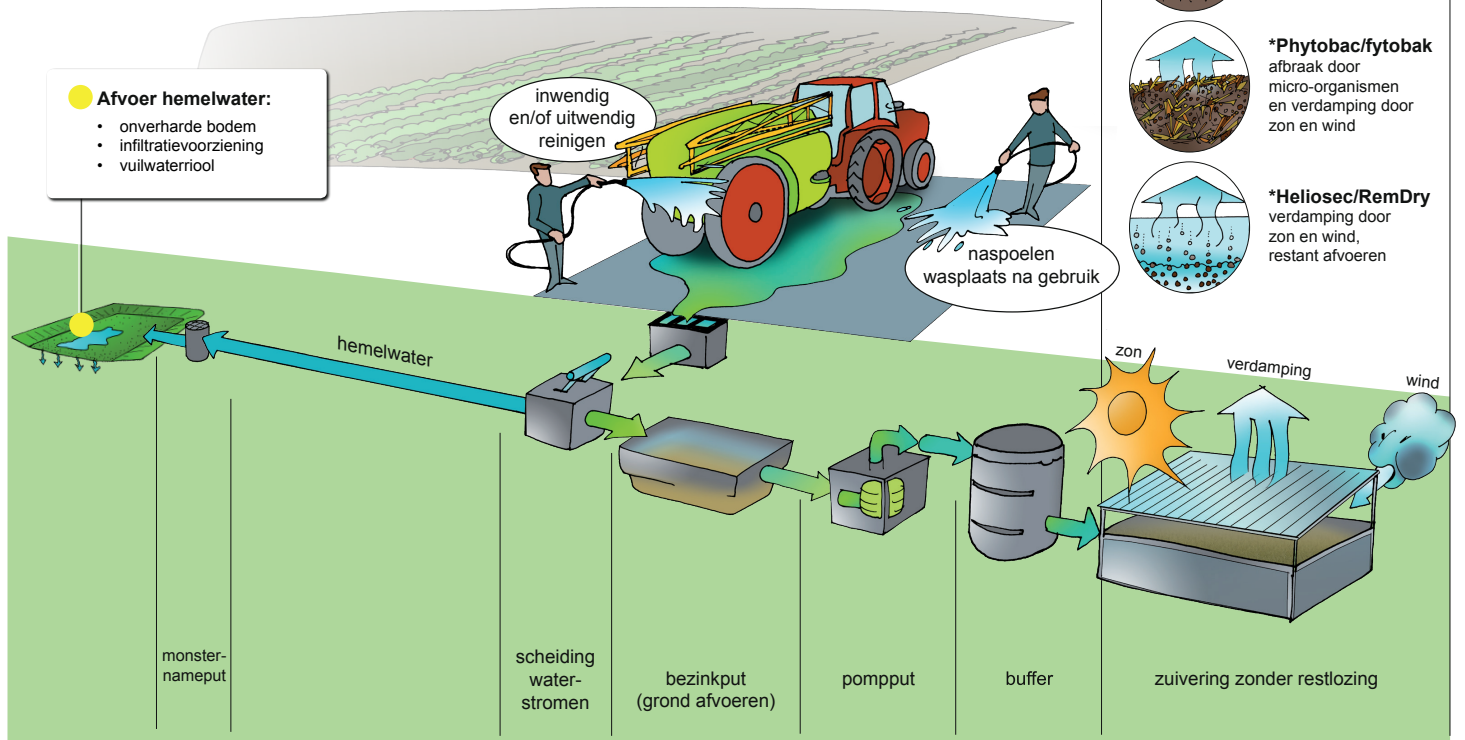 Afvoer hemelwater:
• onverharde bodem
• infiltratievoorziening
• vuilwaterriool
inwendig
en/of uitwendig
reinigen
naspoelen
wasplaats na gebruik
*Phytobac/fytobak
afbraak door
micro-organismen
en verdamping door
zon en wind
*Heliosec/RemDry
verdamping door
zon en wind,
restant afvoeren
hemelwater
zon
verdamping
wind
monster-
nameput
scheiding
water-
stromen
bezinkput
(grond afvoeren)
pompput
buffer
zuivering zonder restlozing